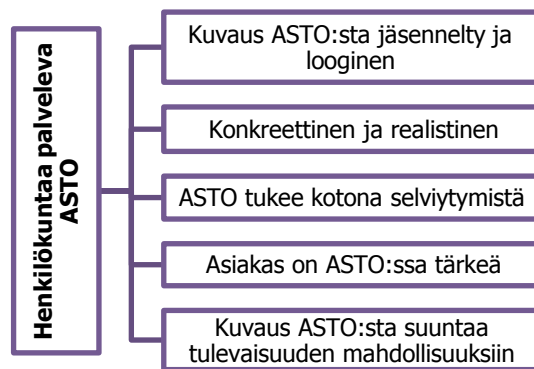 Henkilökuntaa palveleva
ASTO
Kuvaus ASTO:sta jäsennelty ja
looginen
Konkreettinen ja realistinen
ASTO tukee kotona selviytymistä
Asiakas on ASTO:ssa tärkeä
Kuvaus ASTO:sta suuntaa
tulevaisuuden mahdollisuuksiin